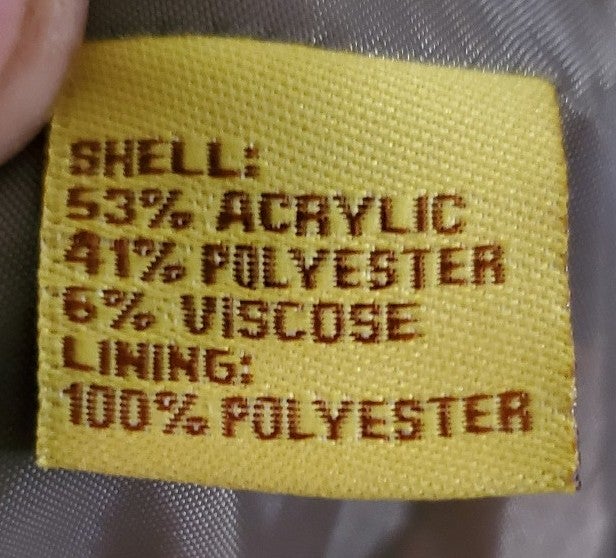 SHELL:
53% ACRYLIC
41% POLYESTER
6% VISCOSE
LINING:
100% POLYESTER